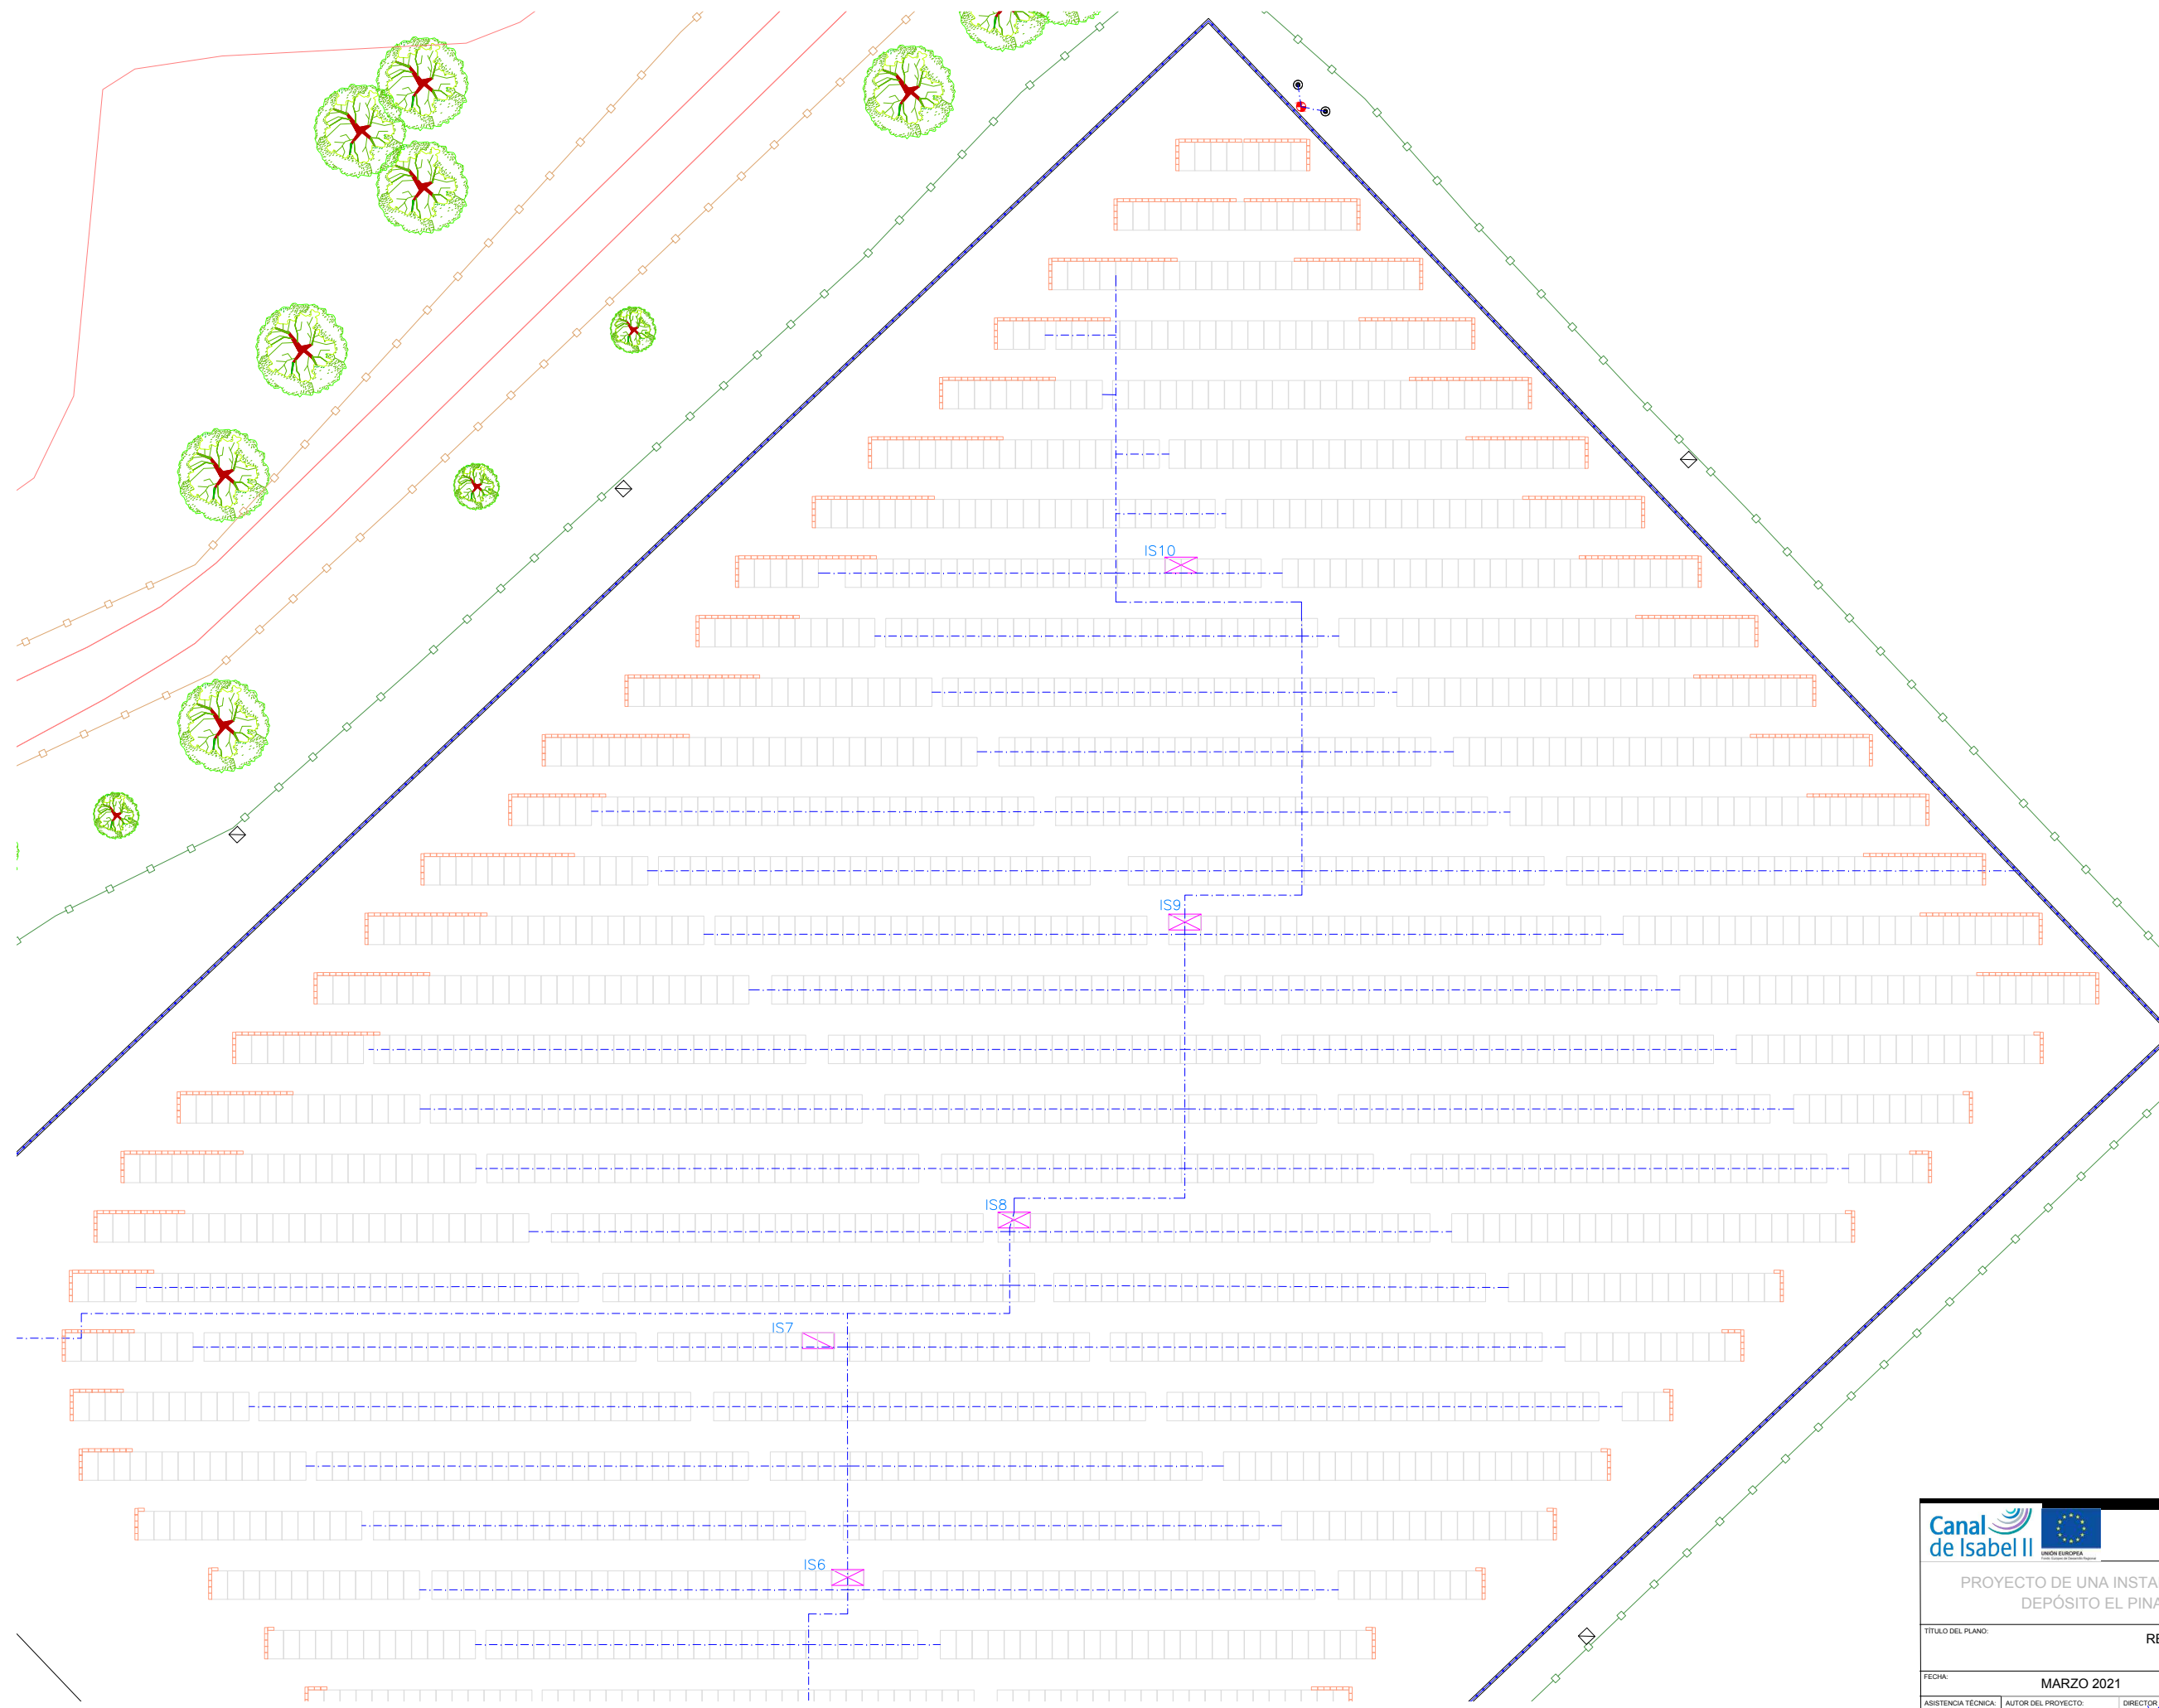 IS10
IS9
IS8
IS7
IS6
Canal
de Isabel II
UNIÓN EUROPEA
PROYECTO DE UNA INSTA
DEPÓSITO EL PINA
TÍTULO DEL PLANO:
RE
FECHA:
MARZO 2021
ASISTENCIA TÉCNICA:
AUTOR DEL PROYECTO:
DIRECTOR